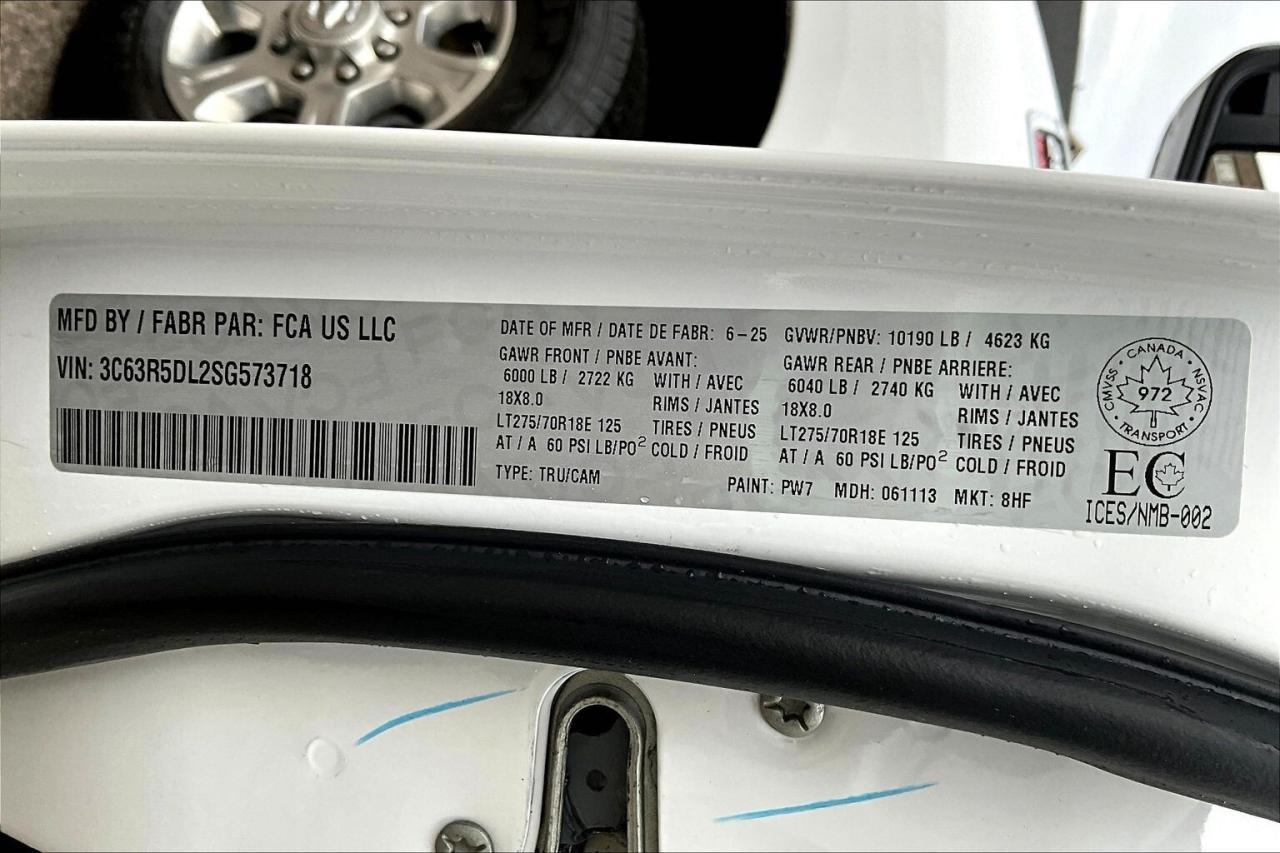 MFD BY / FABR PAR: FCA US LLC
VIN: 3C63R5DL2SG573718
DATE OF MFR / DATE DE FABR: 6-25
GAWR FRONT / PNBE AVANT:
6000 LB / 2722 KG WITH / AVEC
18X8.0 RIMS / JANTES
LT275/70R18E 125 TIRES / PNEUS
AT / A 60 PSI LB/PO² COLD / FROID
TYPE: TRU/CAM
GVWR/PNBV: 10190 LB / 4623 KG
GAWR REAR / PNBE ARRIERE:
6040 LB / 2740 KG WITH / AVEC
18X8.0 RIMS / JANTES
LT275/70R18E 125 TIRES / PNEUS
AT / A 60 PSI LB/PO² COLD / FROID
PAINT: PW7 MDH: 061113 MKT: 8HF
CANADA
CMVSS • NSVAC
972
TRANSPORT
EC
ICES/NMB-002